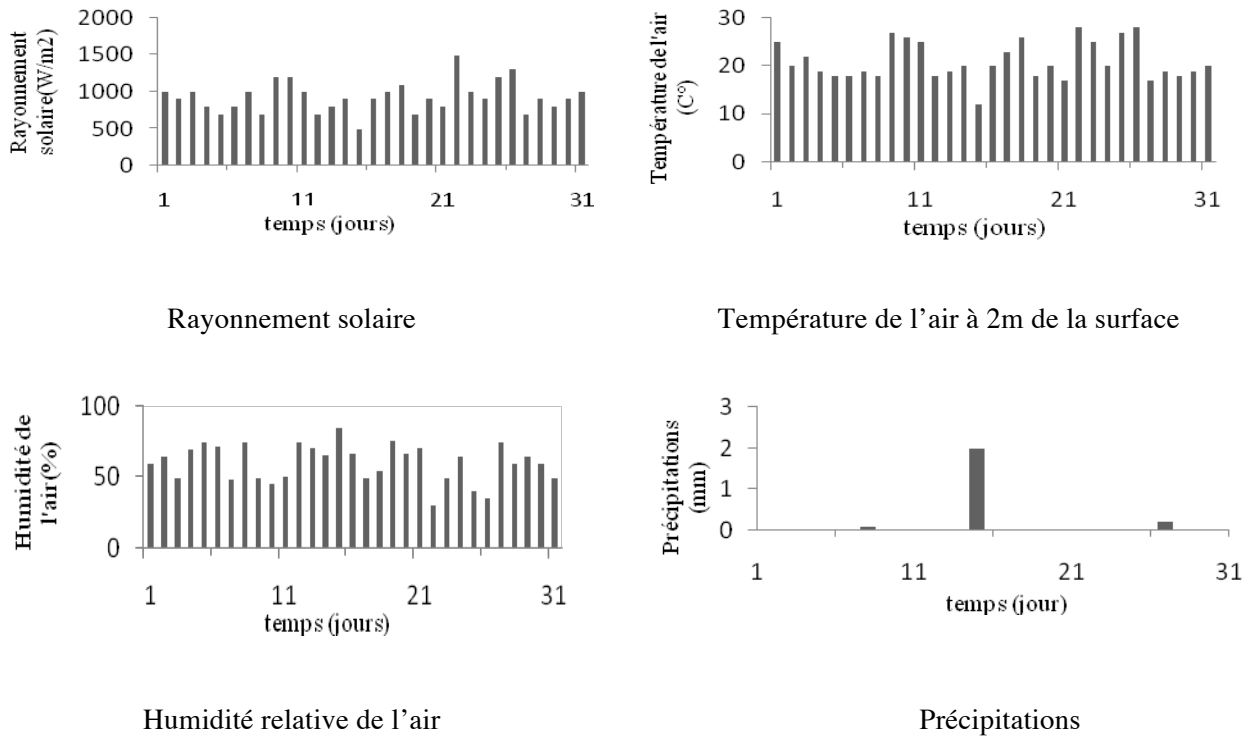 2000
1500
1000
500
0
Rayonnement
solaire(W/m2)
1 11 21 31
temps (jours)
Rayonnement solaire
30
20
10
0
Température de l'air
(C°)
1 11 21 31
temps (jours)
Température de l’air à 2m de la surface
100
50
0
Humidité de
l'air (%)
1 11 21 31
temps (jours)
Humidité relative de l’air
3
2
1
0
Précipitations
(mm)
1 11 21 31
temps (jour)
Précipitations